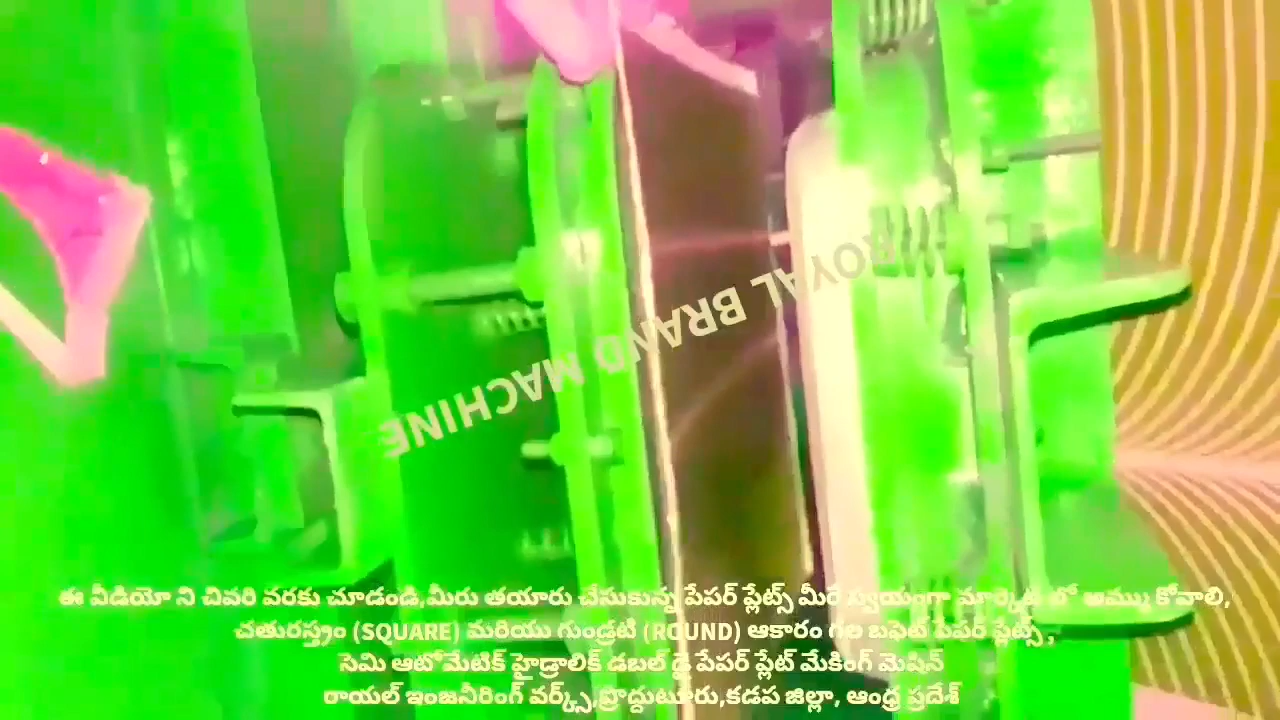 ROYAL BRAND MACHINE
ఈ వీడియో ని చివరి వరకు చూడండి,మీరు తయారు చేసుకున్న పేపర్ ప్లేట్స్ మీరే స్వయంగా మార్కెట్ లో అమ్ము కోవాలి,
చతురస్త్రం (SQUARE) మరియు గుండ్రటి (ROUND) ఆకారం గల బఫెట్ పేపర్ ప్లేట్స్ ,
సెమి ఆటోమేటిక్ హైడ్రాలిక్ డబల్ డై పేపర్ ప్లేట్ మేకింగ్ మెషిన్
రాయల్ ఇంజనీరింగ్ వర్క్స్,ప్రొద్దుటూరు,కడప జిల్లా, ఆంధ్ర ప్రదేశ్